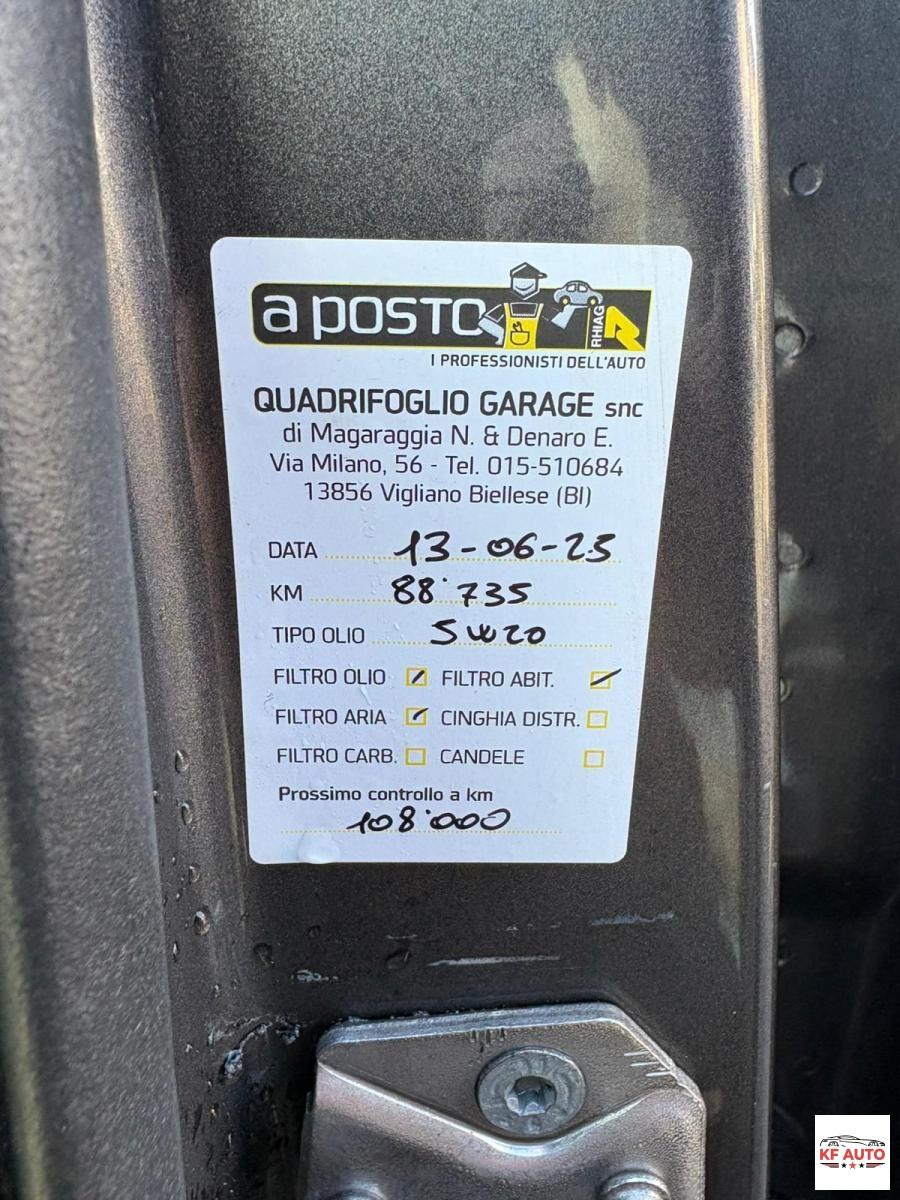 a posto
RHIAG
I PROFESSIONISTI DELL'AUTO
QUADRIFOGLIO GARAGE snc
di Magaraggia N. & Denaro E.
Via Milano, 56 - Tel. 015-510684
13856 Vigliano Biellese (BI)
DATA 13-06-25
KM 88'735
TIPO OLIO 5W20
FILTRO OLIO FILTRO ABIT.
FILTRO ARIA CINGHIA DISTR.
FILTRO CARB. CANDELE
Prossimo controllo a km
108'000
KF AUTO